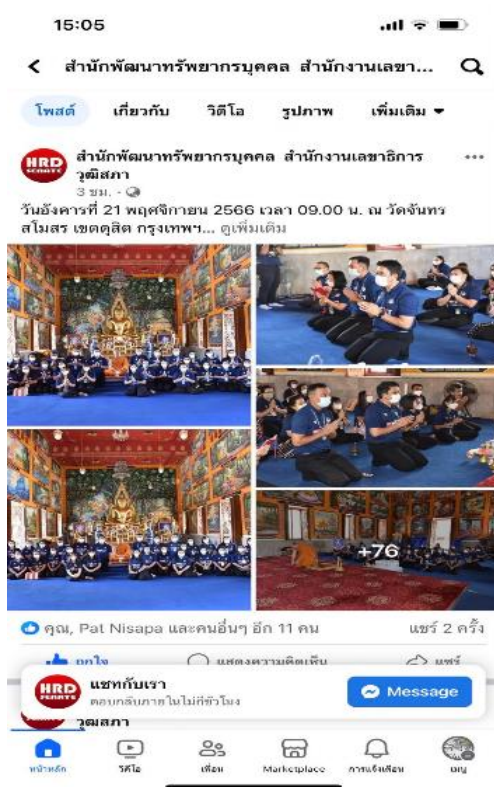 15:05
สำนักพัฒนาทรัพยากรบุคคล สำนักงานเลขา...
โพสต์ เกี่ยวกับ วิดีโอ รูปภาพ เพิ่มเติม
HRD
SENATE
สำนักพัฒนาทรัพยากรบุคคล สำนักงานเลขาธิการ
วุฒิสภา
3 ชม.
วันอังคารที่ 21 พฤศจิกายน 2566 เวลา 09.00 น. ณ วัดจันทร
สโมสร เขตดุสิต กรุงเทพฯ... ดูเพิ่มเติม
+76
คุณ, Pat Nisapa และคนอื่นๆ อีก 11 คน
แชร์ 2 ครั้ง
ถูกใจ แสดงความคิดเห็น แชร์
HRD
SENATE
แชทกับเรา
ตอบกลับภายในไม่กี่ชั่วโมง
Message
วุฒิสภา
หน้าหลัก วิดีโอ เพื่อน Marketplace การแจ้งเตือน เมนู